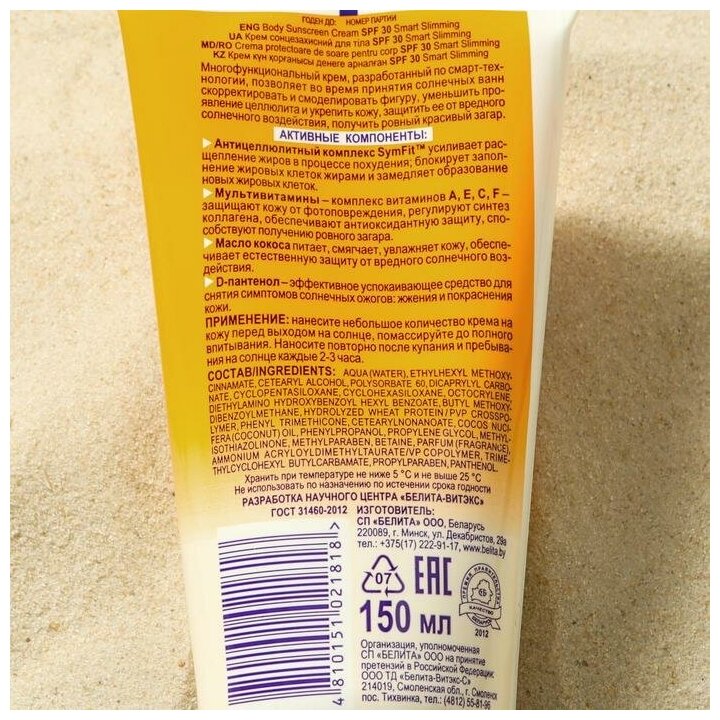 ГОДЕН ДО: НОМЕР ПАРТИИ
ENG Body Sunscreen Cream SPF 30 Smart Slimming
UA Крем сонцезахисний для тіла SPF 30 Smart Slimming
MD/RO Crema protectoare de soare pentru corp SPF 30 Smart Slimming
KZ Крем күн қорғанысы денеге арналған SPF 30 Smart Slimming
Многофункциональный крем, разработанный по смарт-тех-
нологии, позволяет во время принятия солнечных ванн
скорректировать и смоделировать фигуру, уменьшить про-
явление целлюлита и укрепить кожу, защитить ее от вредного
солнечного воздействия, получить ровный красивый загар.
АКТИВНЫЕ КОМПОНЕНТЫ:
Антицеллюлитный комплекс SymFit™ усиливает рас-
щепление жиров в процессе похудения; блокирует запол-
нение жировых клеток жирами и замедляет образование
новых жировых клеток.
Мультивитамины – комплекс витаминов А, Е, С, F –
защищают кожу от фотоповреждения, регулируют синтез
коллагена, обеспечивают антиоксидантную защиту, спо-
собствуют получению ровного загара.
Масло кокоса питает, смягчает, увлажняет кожу, обеспе-
чивает естественную защиту от вредного солнечного воз-
действия.
D-пантенол – эффективное успокаивающее средство для
снятия симптомов солнечных ожогов: жжения и покраснения
кожи.
ПРИМЕНЕНИЕ: нанесите небольшое количество крема на
кожу перед выходом на солнце, помассируйте до полного
впитывания. Наносите повторно после купания и пребыва-
ния на солнце каждые 2-3 часа.
СОСТАВ/INGREDIENTS: AQUA (WATER), ETHYLHEXYL METHOXY-
CINNAMATE, CETEARYL ALCOHOL, POLYSORBATE 60, DICAPRYLYL CARBO-
NATE, CYCLOPENTASILOXANE, CYCLOHEXASILOXANE, OCTOCRYLENE,
DIETHYLAMINO HYDROXYBENZOYL HEXYL BENZOATE, BUTYL METHOXY-
DIBENZOYLMETHANE, HYDROLYZED WHEAT PROTEIN/PVP CROSSPO-
LYMER, PHENYL TRIMETHICONE, CETEARYLNONANOATE, COCOS NUCI-
FERA (COCONUT) OIL, PHENYLPROPANOL, PROPYLENE GLYCOL, METHYL-
ISOTHIAZOLINONE, METHYLPARABEN, BETAINE, PARFUM (FRAGRANCE),
AMMONIUM ACRYLOYLDIMETHYLTAURATE/VP COPOLYMER, TRIME-
THYLCYCLOHEXYL BUTYLCARBAMATE, PROPYLPARABEN, PANTHENOL.
Хранить при температуре не ниже 5 °С и не выше 25 °С
Не использовать по назначению по истечении срока годности
РАЗРАБОТКА НАУЧНОГО ЦЕНТРА «БЕЛИТА-ВИТЭКС»
ГОСТ 31460-2012
ИЗГОТОВИТЕЛЬ:
СП «БЕЛИТА» ООО, Беларусь
220089, г. Минск, ул. Декабристов, 29а
тел.: +375(17) 222-91-17, www.belita.by
4810151021818
07
EAC
150 мл
ПРЕМИЯ ПРАВИТЕЛЬСТВА
КАЧЕСТВО
2012
Организация, уполномоченная
СП «БЕЛИТА» ООО на принятие
претензий в Российской Федерации:
ООО ТД «Белита-Витэкс-С»
214019, Смоленская обл., г. Смоленск
пос. Тихвинка, тел.: (4812) 55-81-96